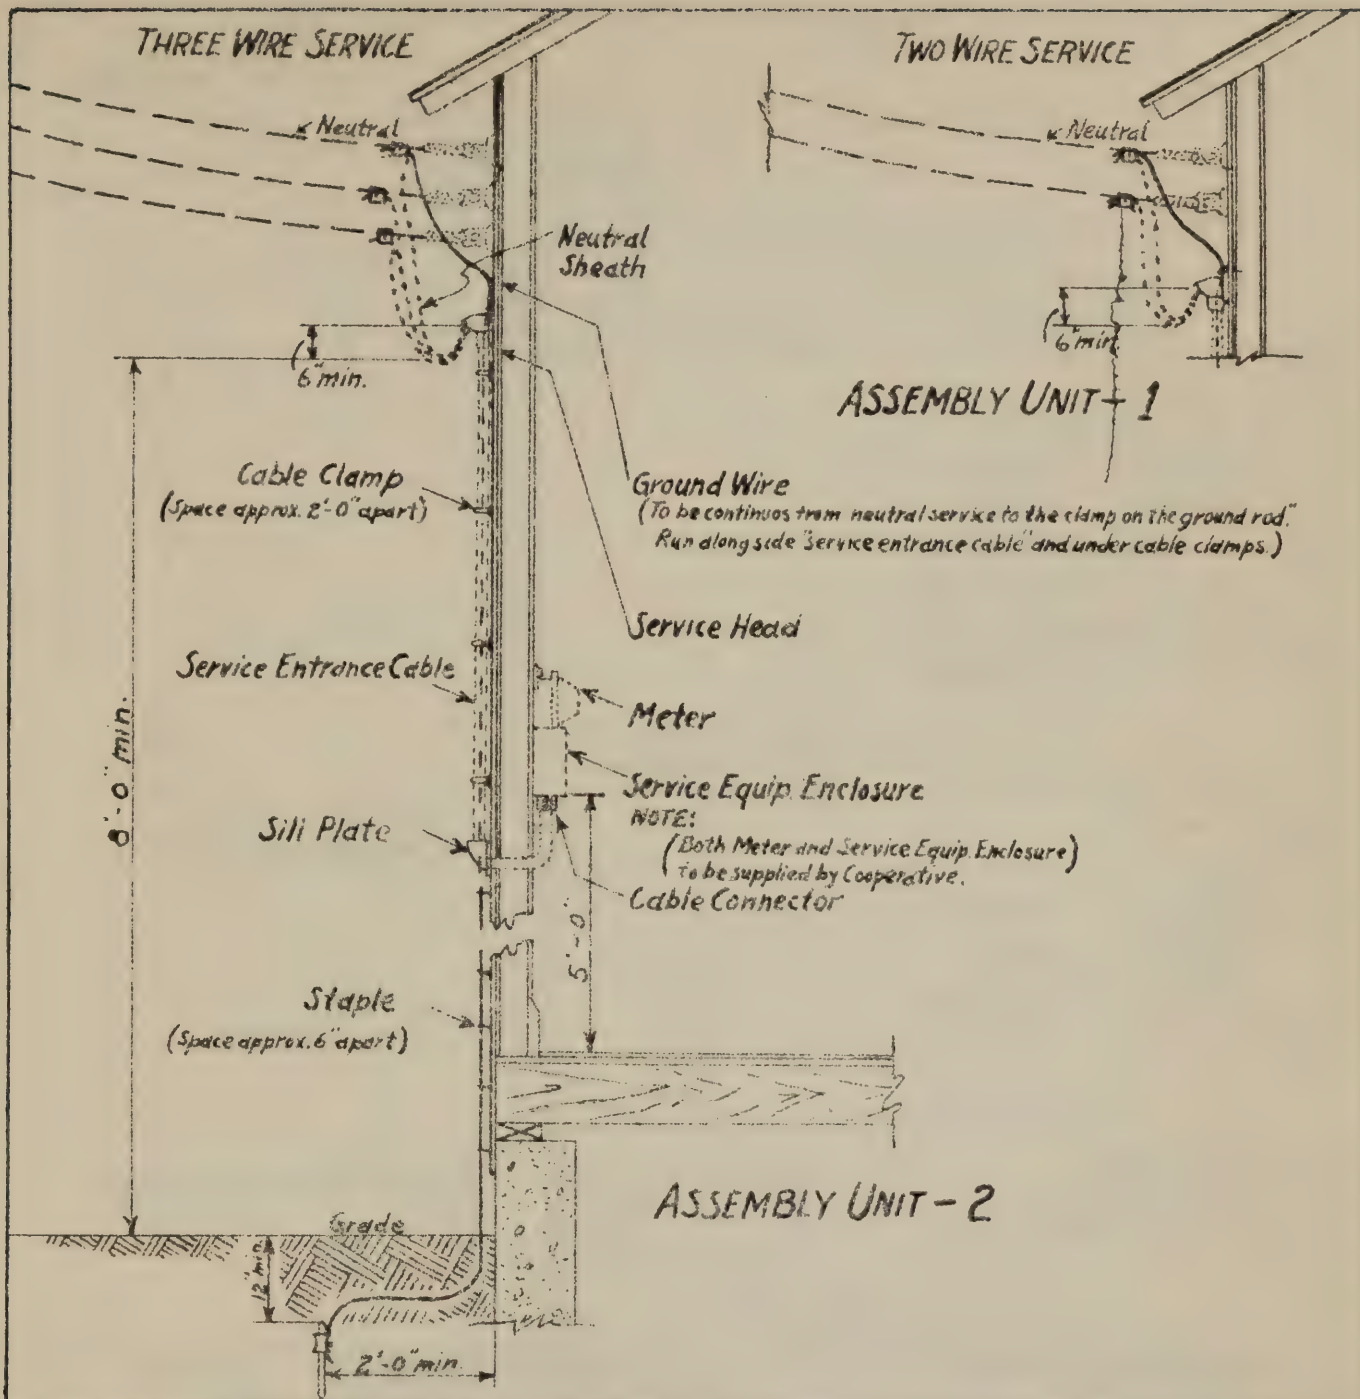 THREE WIRE SERVICE
TWO WIRE SERVICE
Neutral
Neutral
Neutral
Sheath
6" min.
6" min
ASSEMBLY UNIT - 1
Cable Clamp
(Space approx. 2'-0" apart)
Ground Wire
(To be continuos from neutral service to the clamp on the ground rod."
Run along side "service entrance cable" and under cable clamps.)
Service Head
Service Entrance Cable
Meter
8'-0" min.
Service Equip. Enclosure
NOTE:
(Both Meter and Service Equip. Enclosure)
To be supplied by Cooperative.
Sili Plate
Cable Connector
5'-0"
Staple
(Space approx. 6" apart)
ASSEMBLY UNIT - 2
Grade
12" min.
2'-0" min.